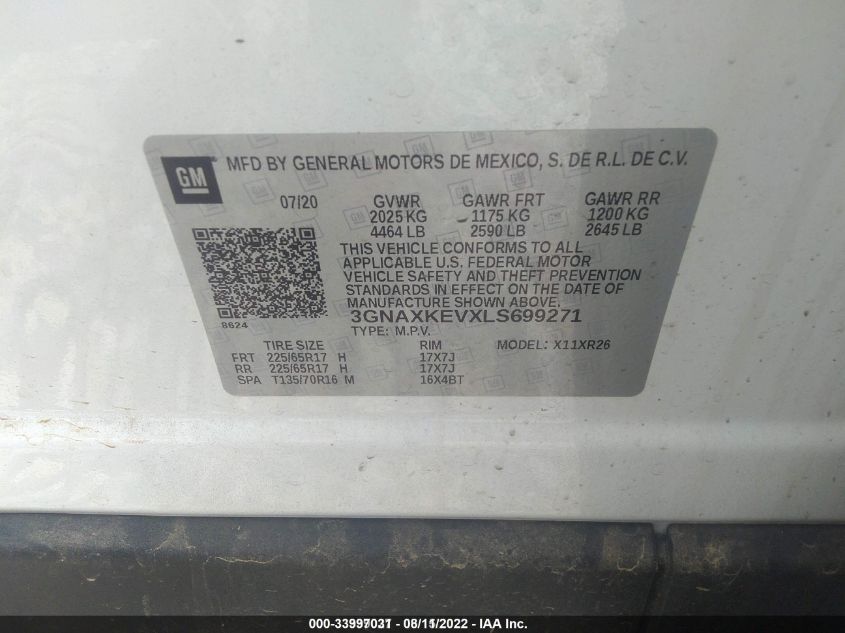 GM MFD BY GENERAL MOTORS DE MEXICO, S. DE R.L. DE C.V.
07/20 GVWR GAWR FRT GAWR RR
2025 KG 1175 KG 1200 KG
4464 LB 2590 LB 2645 LB
THIS VEHICLE CONFORMS TO ALL
APPLICABLE U.S. FEDERAL MOTOR
VEHICLE SAFETY AND THEFT PREVENTION
STANDARDS IN EFFECT ON THE DATE OF
MANUFACTURE SHOWN ABOVE.
8624 3GNAXKEVXLS699271
TYPE: M.P.V.
TIRE SIZE RIM MODEL: X11XR26
FRT 225/65R17 H 17X7J
RR 225/65R17 H 17X7J
SPA T135/70R16 M 16X4BT
000-33997031 - 08/11/2022 - IAA Inc.